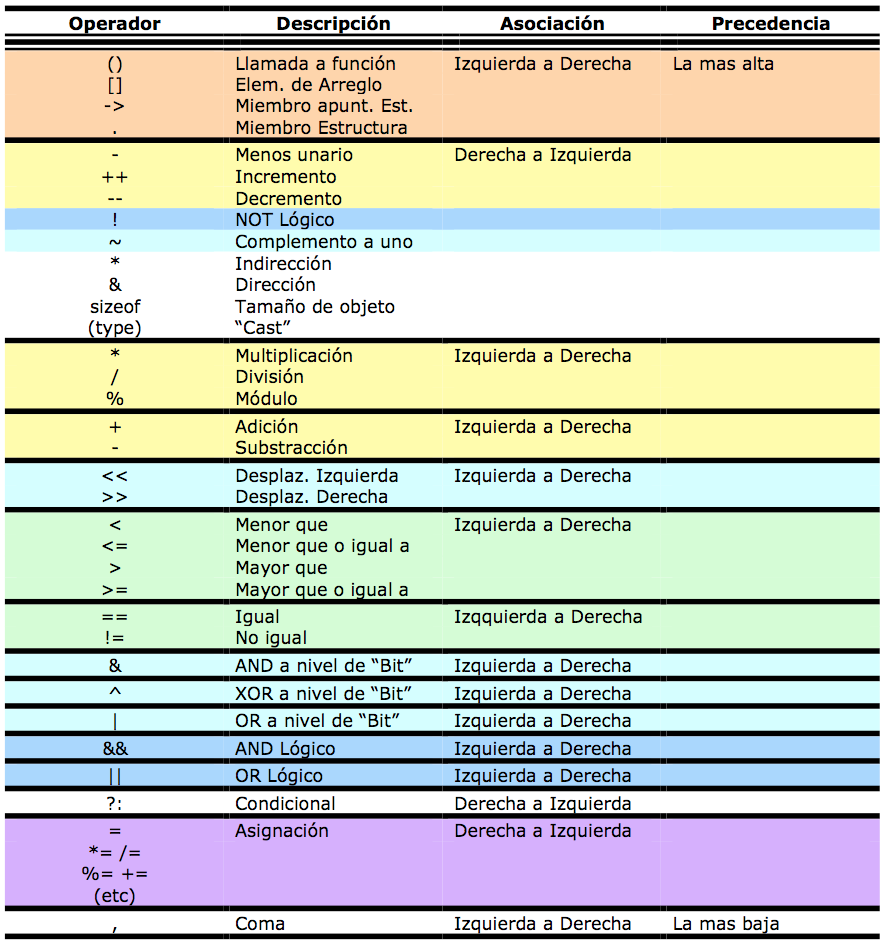 Operador Descripción Asociación Precedencia
() Llamada a función Izquierda a Derecha La mas alta
[] Elem. de Arreglo
-> Miembro apunt. Est.
. Miembro Estructura
- Menos unario Derecha a Izquierda
++ Incremento
-- Decremento
! NOT Lógico
~ Complemento a uno
* Indirección
& Dirección
sizeof Tamaño de objeto
(type) “Cast”
* Multiplicación Izquierda a Derecha
/ División
% Módulo
+ Adición Izquierda a Derecha
- Substracción
<< Desplaz. Izquierda Izquierda a Derecha
>> Desplaz. Derecha
< Menor que Izquierda a Derecha
<= Menor que o igual a
> Mayor que
>= Mayor que o igual a
== Igual Izqquierda a Derecha
!= No igual
& AND a nivel de “Bit” Izquierda a Derecha
^ XOR a nivel de “Bit” Izquierda a Derecha
| OR a nivel de “Bit” Izquierda a Derecha
&& AND Lógico Izquierda a Derecha
|| OR Lógico Izquierda a Derecha
?: Condicional Derecha a Izquierda
= Asignación Derecha a Izquierda
*= /=
%= +=
(etc)
, Coma Izquierda a Derecha La mas baja